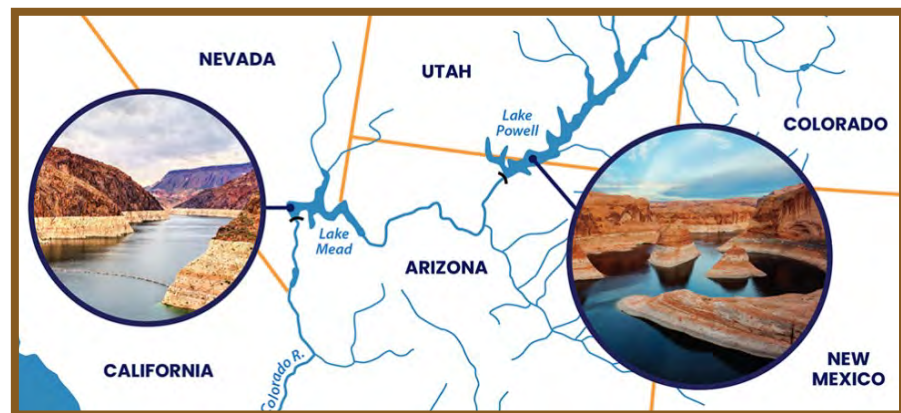 NEVADA
UTAH
Lake
Powell
COLORADO
Lake
Mead
ARIZONA
CALIFORNIA
Colorado R.
NEW
MEXICO